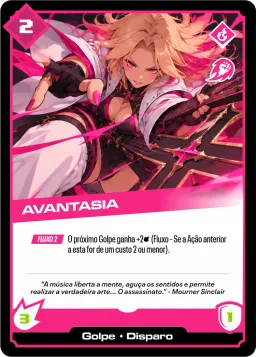 2
AVANTASIA
FLUXO 2 O próximo Golpe ganha +2 (Fluxo - Se a Ação anterior
a esta for de um custo 2 ou menor).
"A música liberta a mente, aguça os sentidos e permite
realizar a verdadeira arte... O assassinato." - Mourner Sinclair
3 1
Golpe • Disparo